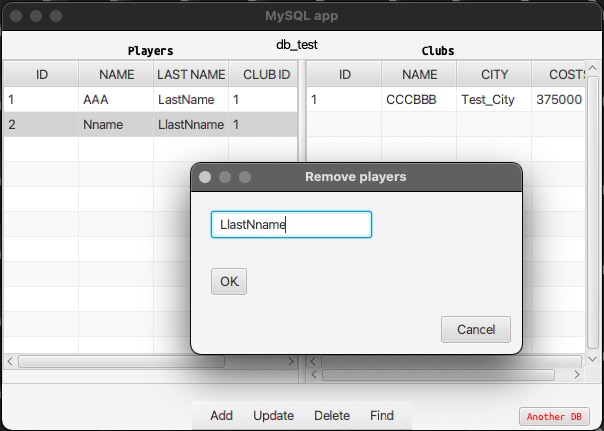 MySQL app
db_test
Players Clubs
ID NAME LAST NAME CLUB ID ID NAME CITY COSTS
1 AAA LastName 1 1 CCCBBB Test_City 375000
2 Nname LlastNname 1
Remove players
LlastNname
OK
Cancel
Add Update Delete Find Another DB